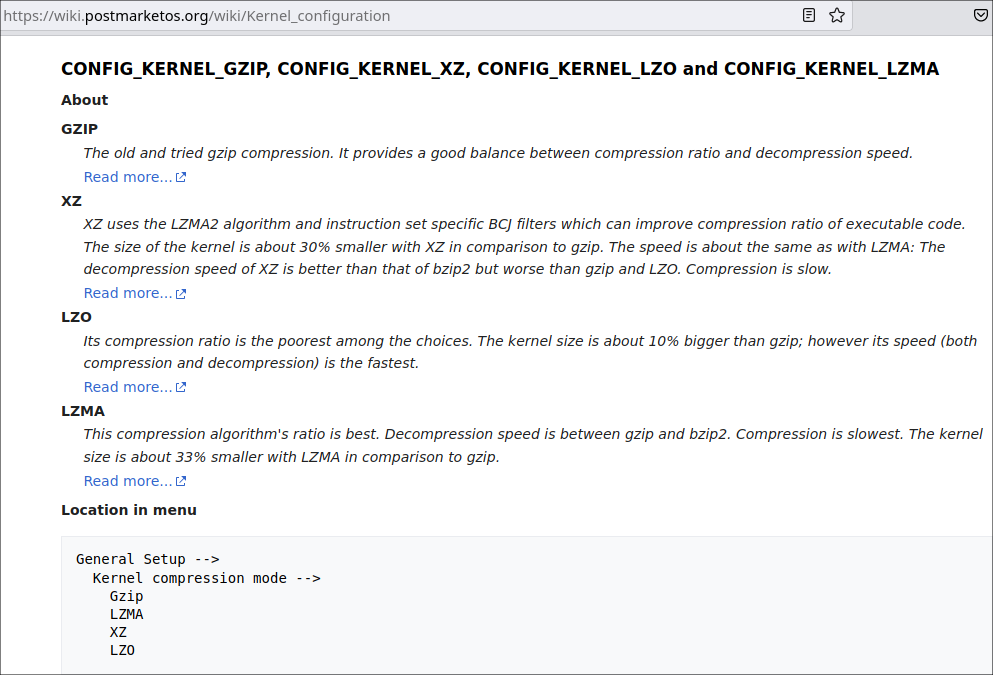 https://wiki.postmarketos.org/wiki/Kernel_configuration
CONFIG_KERNEL_GZIP, CONFIG_KERNEL_XZ, CONFIG_KERNEL_LZO and CONFIG_KERNEL_LZMA
About
GZIP
The old and tried gzip compression. It provides a good balance between compression ratio and decompression speed.
Read more...
XZ
XZ uses the LZMA2 algorithm and instruction set specific BCJ filters which can improve compression ratio of executable code.
The size of the kernel is about 30% smaller with XZ in comparison to gzip. The speed is about the same as with LZMA: The
decompression speed of XZ is better than that of bzip2 but worse than gzip and LZO. Compression is slow.
Read more...
LZO
Its compression ratio is the poorest among the choices. The kernel size is about 10% bigger than gzip; however its speed (both
compression and decompression) is the fastest.
Read more...
LZMA
This compression algorithm's ratio is best. Decompression speed is between gzip and bzip2. Compression is slowest. The kernel
size is about 33% smaller with LZMA in comparison to gzip.
Read more...
Location in menu
General Setup -->
Kernel compression mode -->
Gzip
LZMA
XZ
LZO